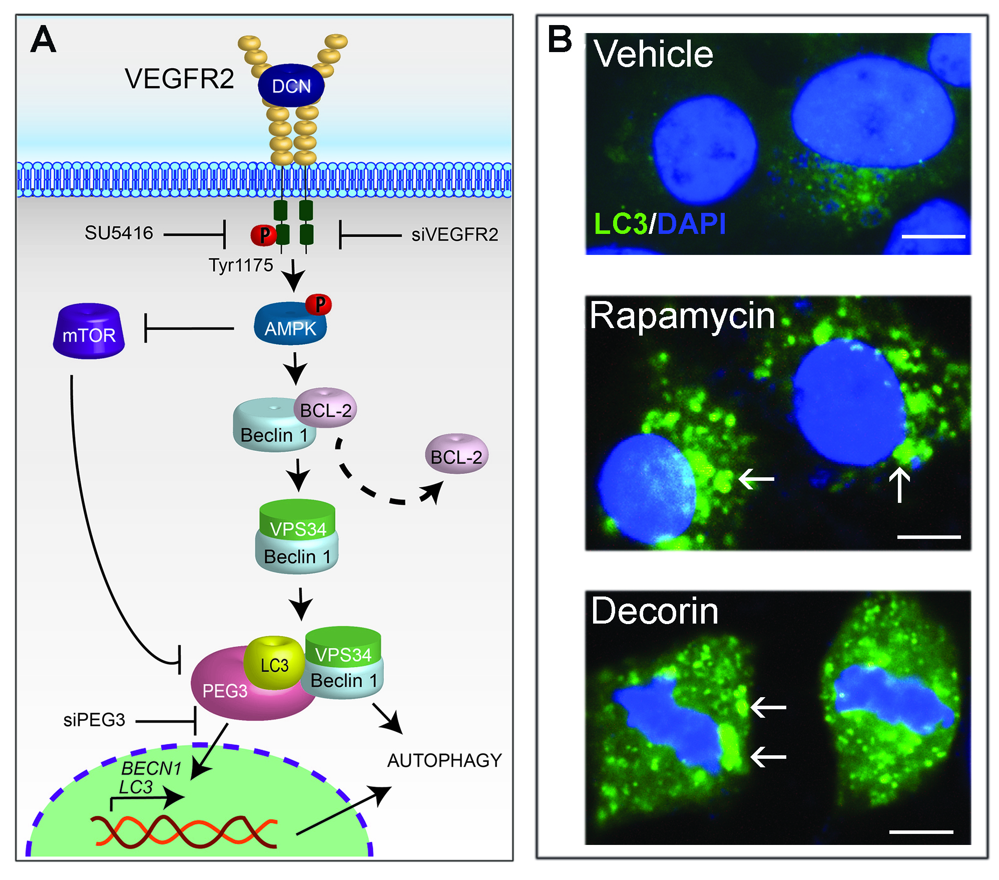 A
VEGFR2
DCN
SU5416
P
siVEGFR2
Tyr1175
P
mTOR
AMPK
BCL-2
Beclin 1
BCL-2
VPS34
Beclin 1
LC3
VPS34
PEG3
Beclin 1
siPEG3
AUTOPHAGY
BECN1
LC3
B
Vehicle
LC3/DAPI
Rapamycin
Decorin